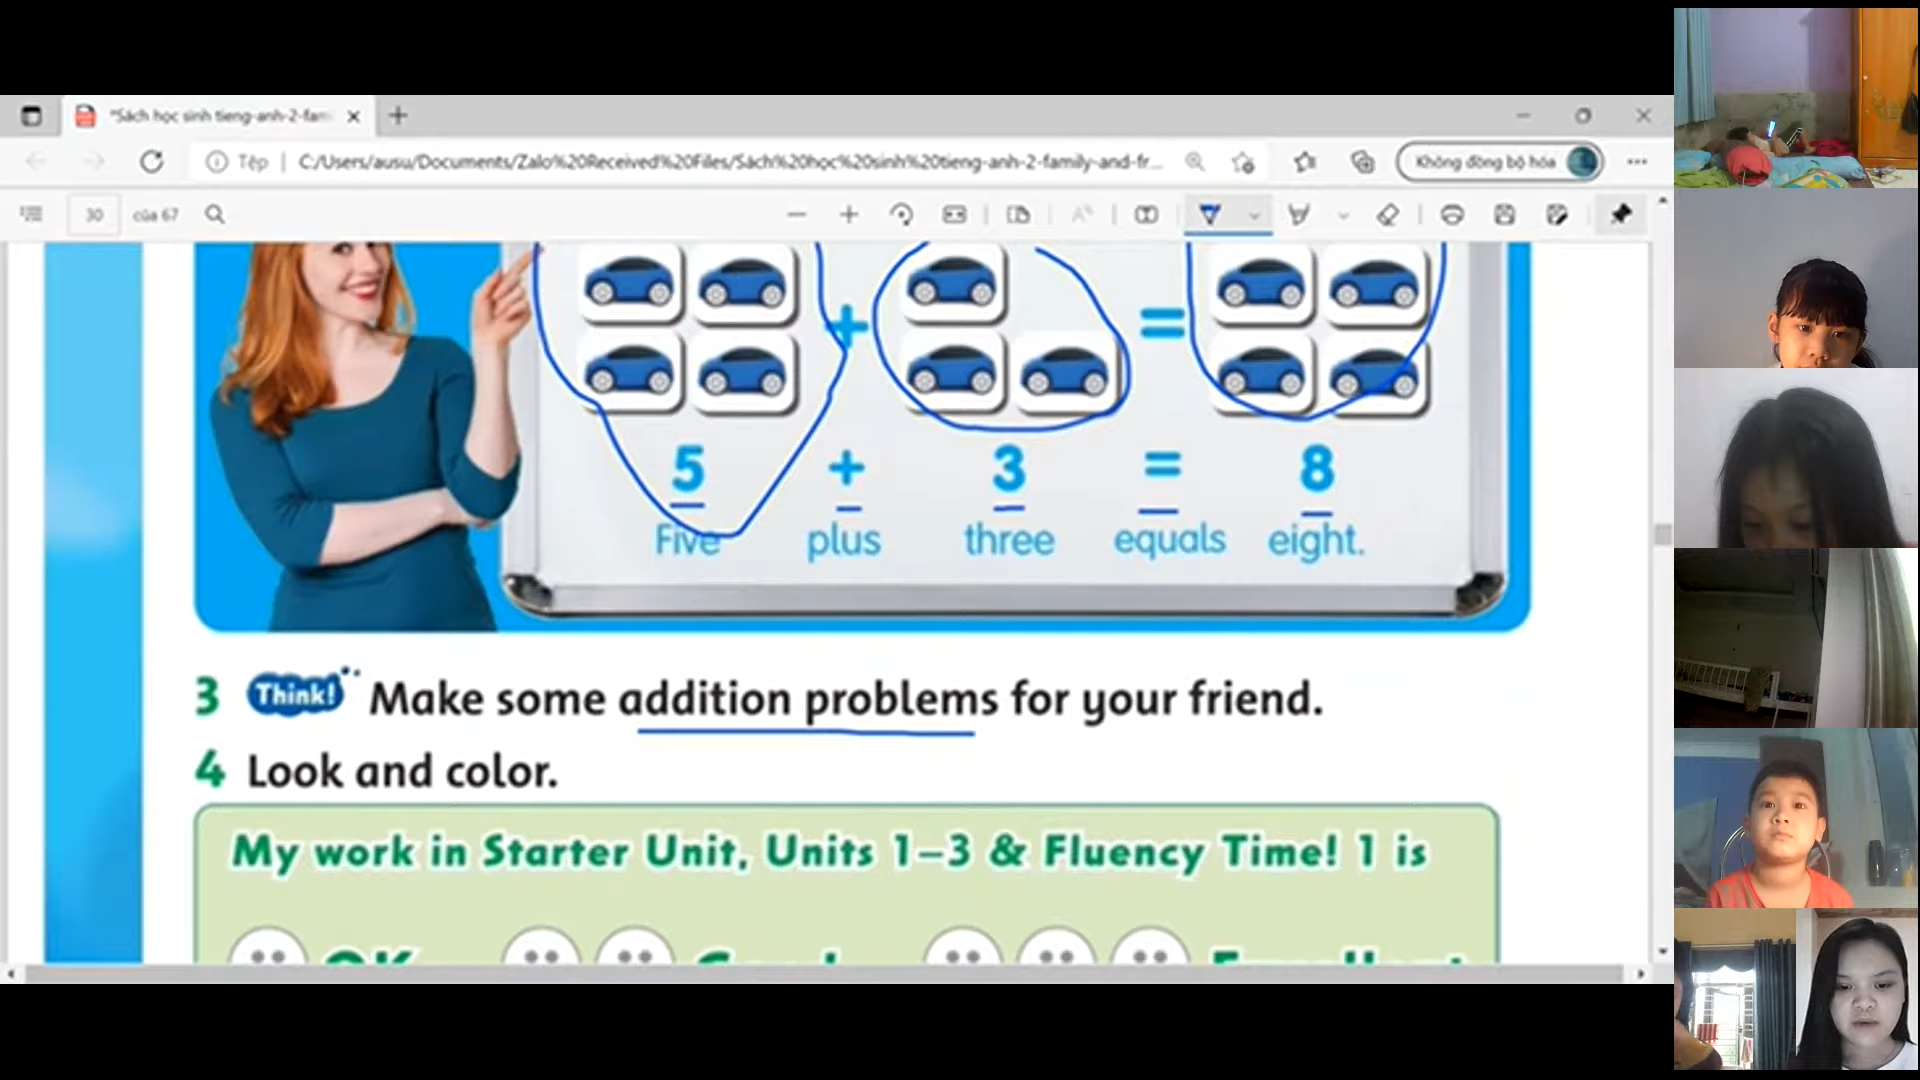 *Sách học sinh tieng-anh-2-fam
Tệp
C:/Users/ausu/Documents/Zalo%20Received%20Files/Sách%20học%20sinh%20tieng-anh-2-family-and-fr...
Không đồng bộ hóa
30 của 67
+ =
5 + 3 = 8
Five plus three equals eight.
3 Think! Make some addition problems for your friend.
4 Look and color.
My work in Starter Unit, Units 1–3 & Fluency Time! 1 is
OK Good Excellent